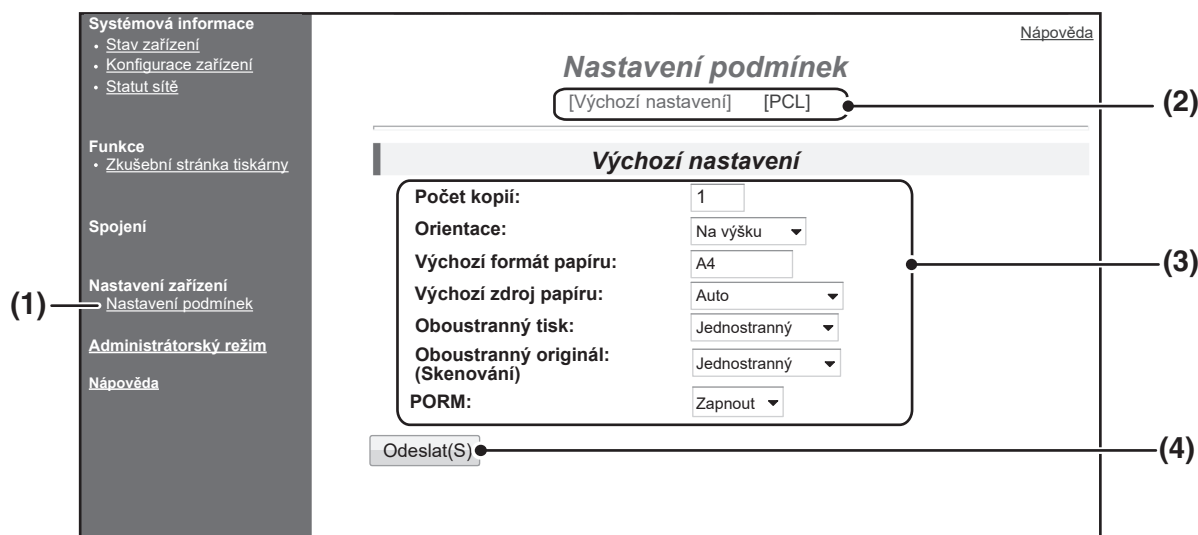 Systémová informace
• Stav zařízení
• Konfigurace zařízení
• Statut sítě
Funkce
• Zkušební stránka tiskárny
Spojení
Nastavení zařízení
Nastavení podmínek
Administrátorský režim
Nápověda
(1)
Nápověda
Nastavení podmínek
[Výchozí nastavení] [PCL]
(2)
Výchozí nastavení
Počet kopií: 1
Orientace: Na výšku
Výchozí formát papíru: A4
(3)
Výchozí zdroj papíru: Auto
Oboustranný tisk: Jednostranný
Oboustranný originál: Jednostranný
(Skenování)
PORM: Zapnout
Odeslat(S)
(4)